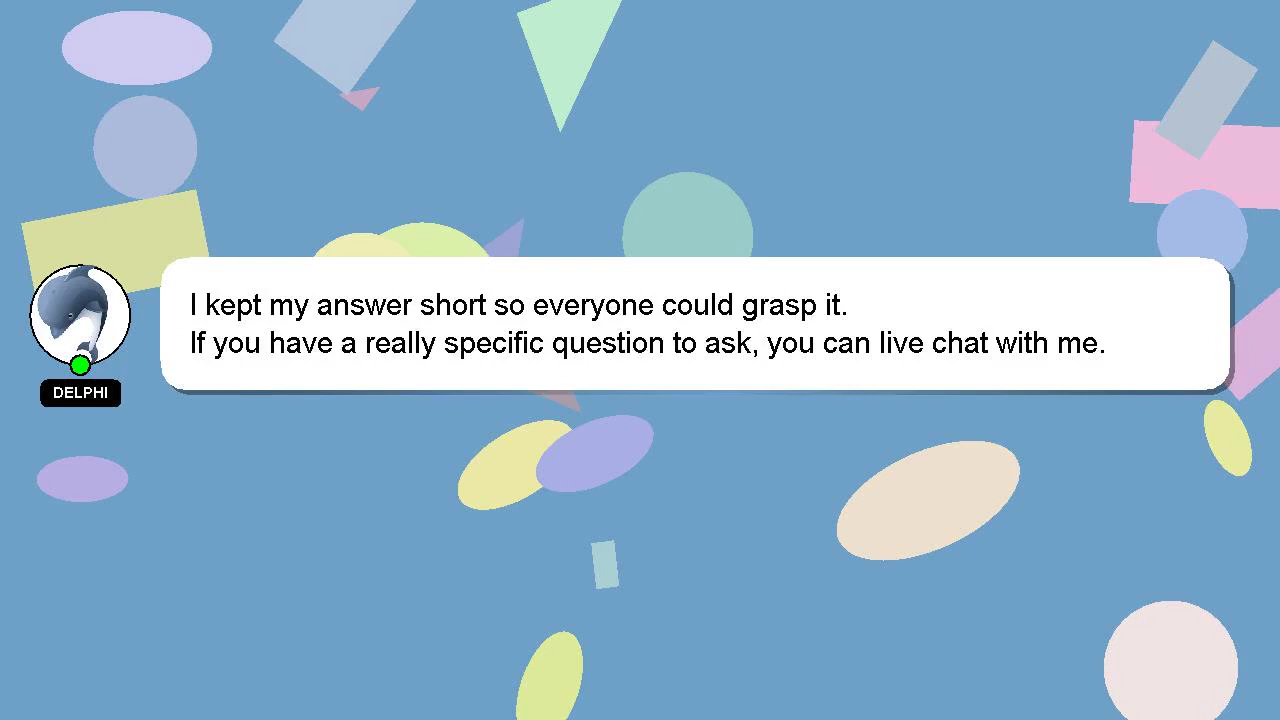 I kept my answer short so everyone could grasp it.
If you have a really specific question to ask, you can live chat with me.
DELPHI